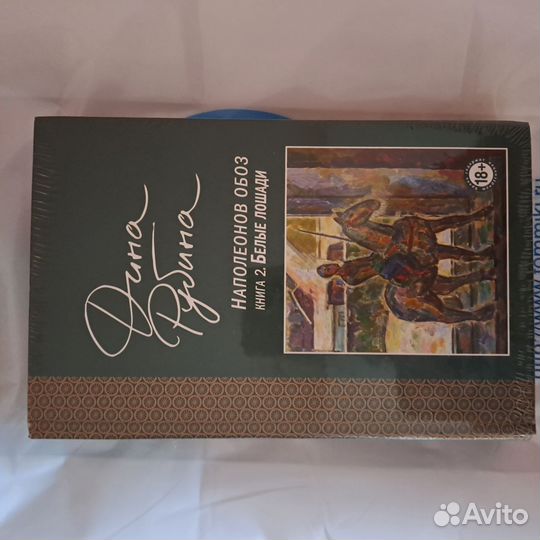 Дина
Рубина
НАПОЛЕОНОВ ОБОЗ
КНИГА 2. БЕЛЫЕ ЛОШАДИ
18+
Avito